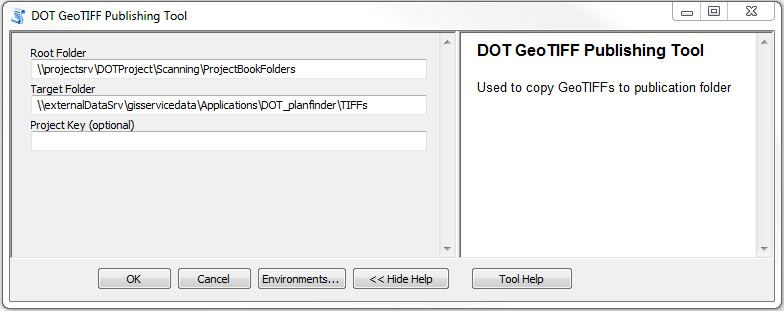 DOT GeoTIFF Publishing Tool
Root Folder
\\projectsrv\DOTProject\Scanning\ProjectBookFolders
Target Folder
\\externalDataSrv\gisservicedata\Applications\DOT_planfinder\TIFFs
Project Key (optional)
DOT GeoTIFF Publishing Tool
Used to copy GeoTIFFs to publication folder
OK
Cancel
Environments...
<< Hide Help
Tool Help